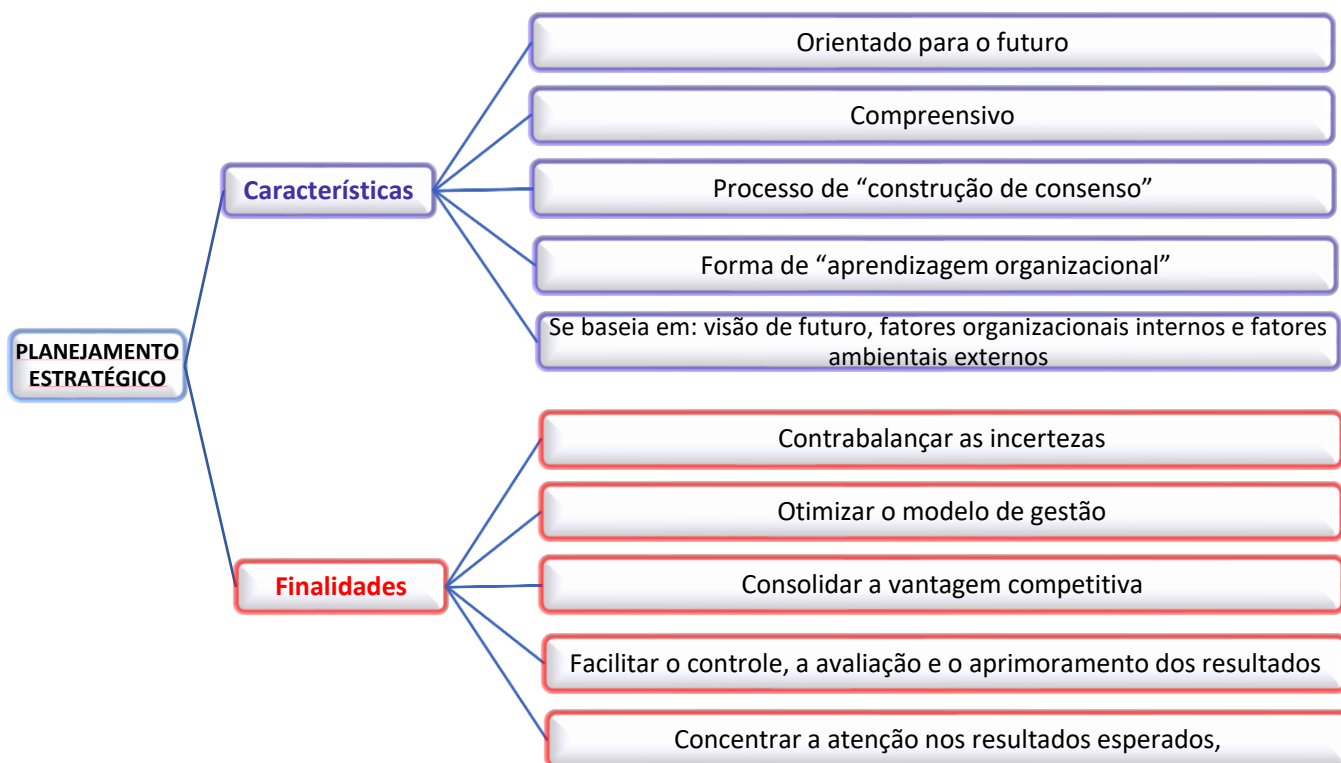 Orientado para o futuro
Compreensivo
Características
Processo de “construção de consenso”
Forma de “aprendizagem organizacional”
Se baseia em: visão de futuro, fatores organizacionais internos e fatores
ambientais externos
PLANEJAMENTO
ESTRATÉGICO
Contrabalançar as incertezas
Otimizar o modelo de gestão
Finalidades
Consolidar a vantagem competitiva
Facilitar o controle, a avaliação e o aprimoramento dos resultados
Concentrar a atenção nos resultados esperados,